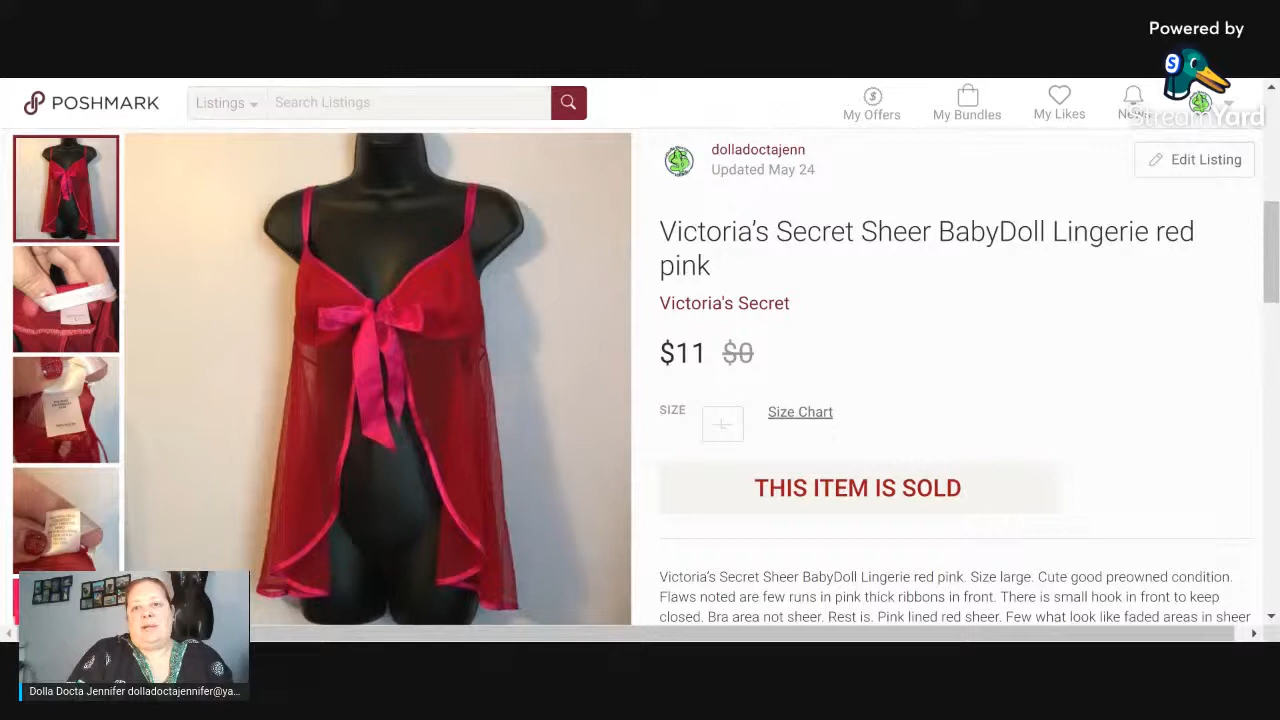 Powered by
StreamYard
POSHMARK
Listings
Search Listings
My Offers
My Bundles
My Likes
dolladoctajenn
Updated May 24
Edit Listing
Victoria’s Secret Sheer BabyDoll Lingerie red
pink
Victoria's Secret
$11 $0
SIZE
L
Size Chart
THIS ITEM IS SOLD
Victoria’s Secret Sheer BabyDoll Lingerie red pink. Size large. Cute good preowned condition.
Flaws noted are few runs in pink thick ribbons in front. There is small hook in front to keep
closed. Bra area not sheer. Rest is. Pink lined red sheer. Few what look like faded areas in sheer
Dolla Docta Jennifer dolladoctajennifer@ya...